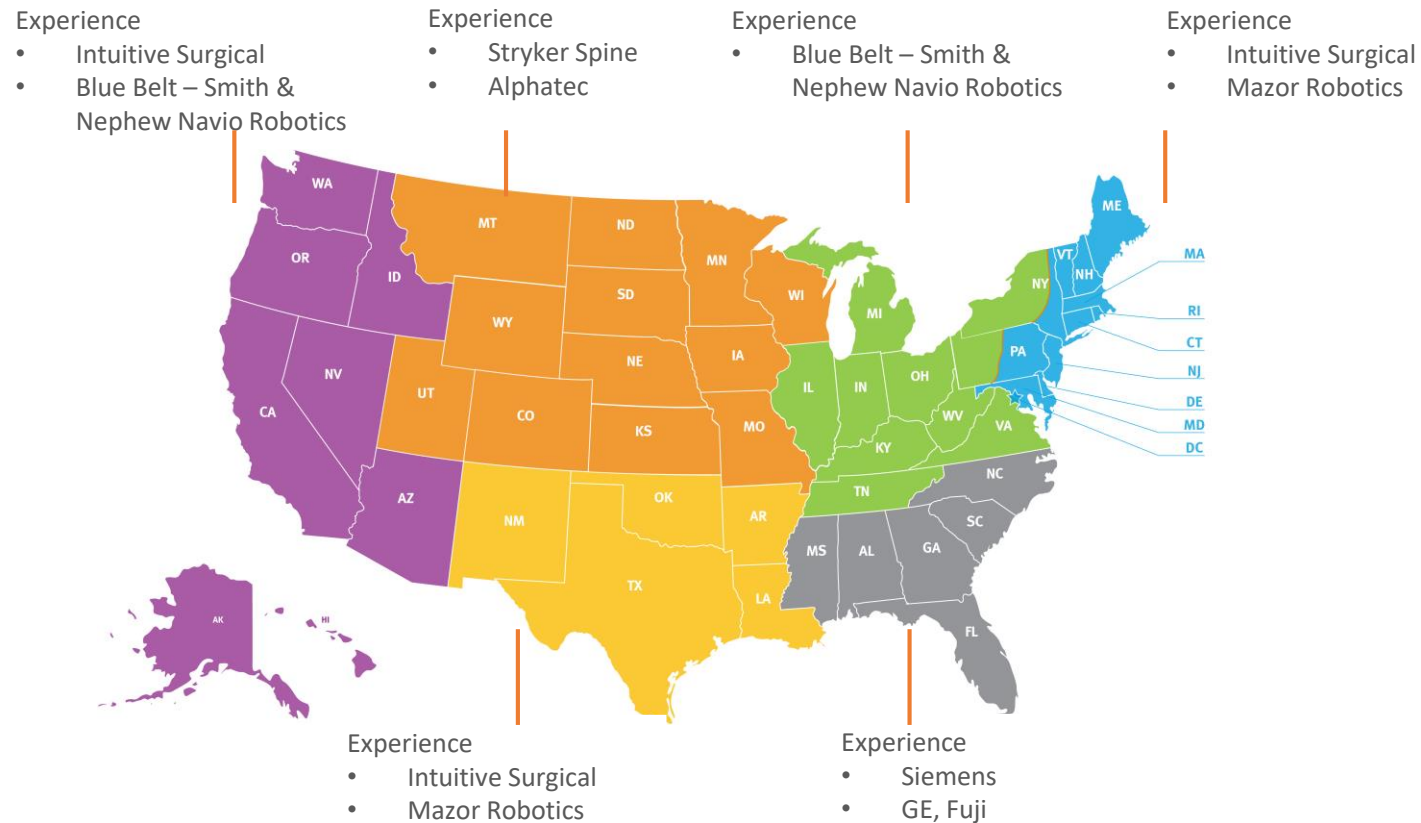 Experience
• Intuitive Surgical
• Blue Belt – Smith &
Nephew Navio Robotics
Experience
• Stryker Spine
• Alphatec
Experience
• Blue Belt – Smith &
Nephew Navio Robotics
Experience
• Intuitive Surgical
• Mazor Robotics
WA
OR
ID
CA
NV
AZ
AK
HI
MT
ND
MN
SD
WI
WY
NE
IA
UT
CO
KS
MO
NM
OK
AR
TX
LA
MI
IL
IN
OH
KY
WV
VA
TN
NY
PA
VT
NH
ME
MA
RI
CT
NJ
DE
MD
DC
NC
SC
MS
AL
GA
FL
Experience
• Intuitive Surgical
• Mazor Robotics
Experience
• Siemens
• GE, Fuji